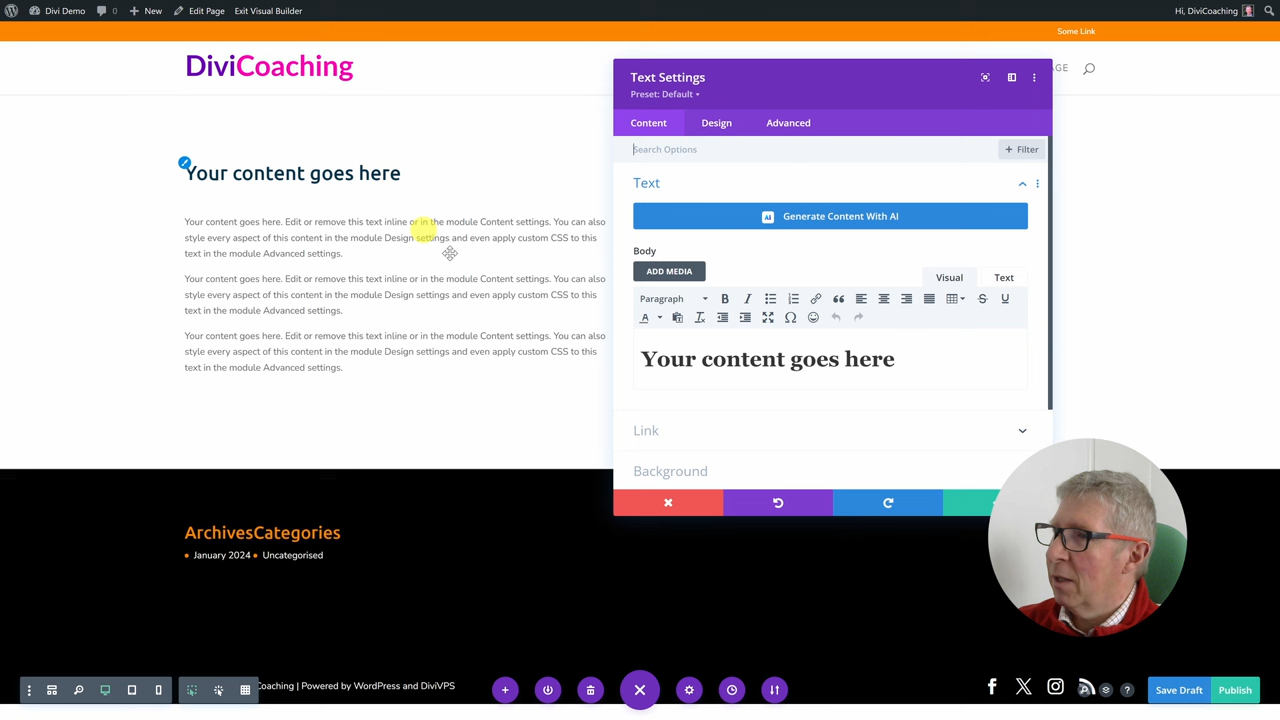 Divi Demo 0 New Edit Page Exit Visual Builder Hi, DiviCoaching
Some Link
DiviCoaching
AGE
Text Settings
Preset: Default
Content Design Advanced
Search Options
+ Filter
Text
AI Generate Content With AI
Body
ADD MEDIA
Visual Text
Paragraph
Your content goes here
Link
Background
Your content goes here
Your content goes here. Edit or remove this text inline or in the module Content settings. You can also
style every aspect of this content in the module Design settings and even apply custom CSS to this
text in the module Advanced settings.
Your content goes here. Edit or remove this text inline or in the module Content settings. You can also
style every aspect of this content in the module Design settings and even apply custom CSS to this
text in the module Advanced settings.
Your content goes here. Edit or remove this text inline or in the module Content settings. You can also
style every aspect of this content in the module Design settings and even apply custom CSS to this
text in the module Advanced settings.
ArchivesCategories
January 2024 Uncategorised
Coaching | Powered by WordPress and DiviVPS
Save Draft Publish